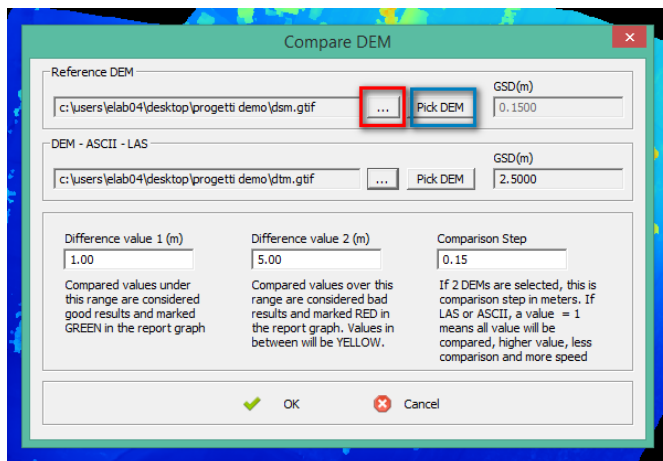 Compare DEM
Reference DEM
GSD(m)
c:\users\elab04\desktop\progetti demo\dsm.gtif
...
Pick DEM
0.1500
DEM - ASCII - LAS
GSD(m)
c:\users\elab04\desktop\progetti demo\dtm.gtif
...
Pick DEM
2.5000
Difference value 1 (m)
1.00
Compared values under
this range are considered
good results and marked
GREEN in the report graph
Difference value 2 (m)
5.00
Compared values over this
range are considered bad
results and marked RED in
the report graph. Values in
between will be YELLOW.
Comparison Step
0.15
If 2 DEMs are selected, this is
comparison step in meters. If
LAS or ASCII, a value = 1
means all value will be
compared, higher value, less
comparison and more speed
OK
Cancel